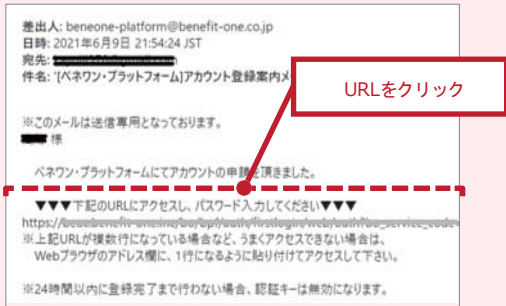 差出人: beneone-platform@benefit-one.co.jp
日時: 2021年6月9日 21:54:24 JST
宛先:
件名: '[ベネワン・プラットフォーム]アカウント登録案内メ
URLをクリック
※このメールは送信専用となっております。
様
ベネワン・プラットフォームにてアカウントの申請を頂きました。
▼▼▼下記のURLにアクセスし、パスワード入力してください▼▼▼
https://
※上記URLが複数行になっている場合など、うまくアクセスできない場合は、
Webブラウザのアドレス欄に、1行になるように貼り付けてアクセスして下さい。
※24時間以内に登録完了まで行わない場合、認証キーは無効になります。